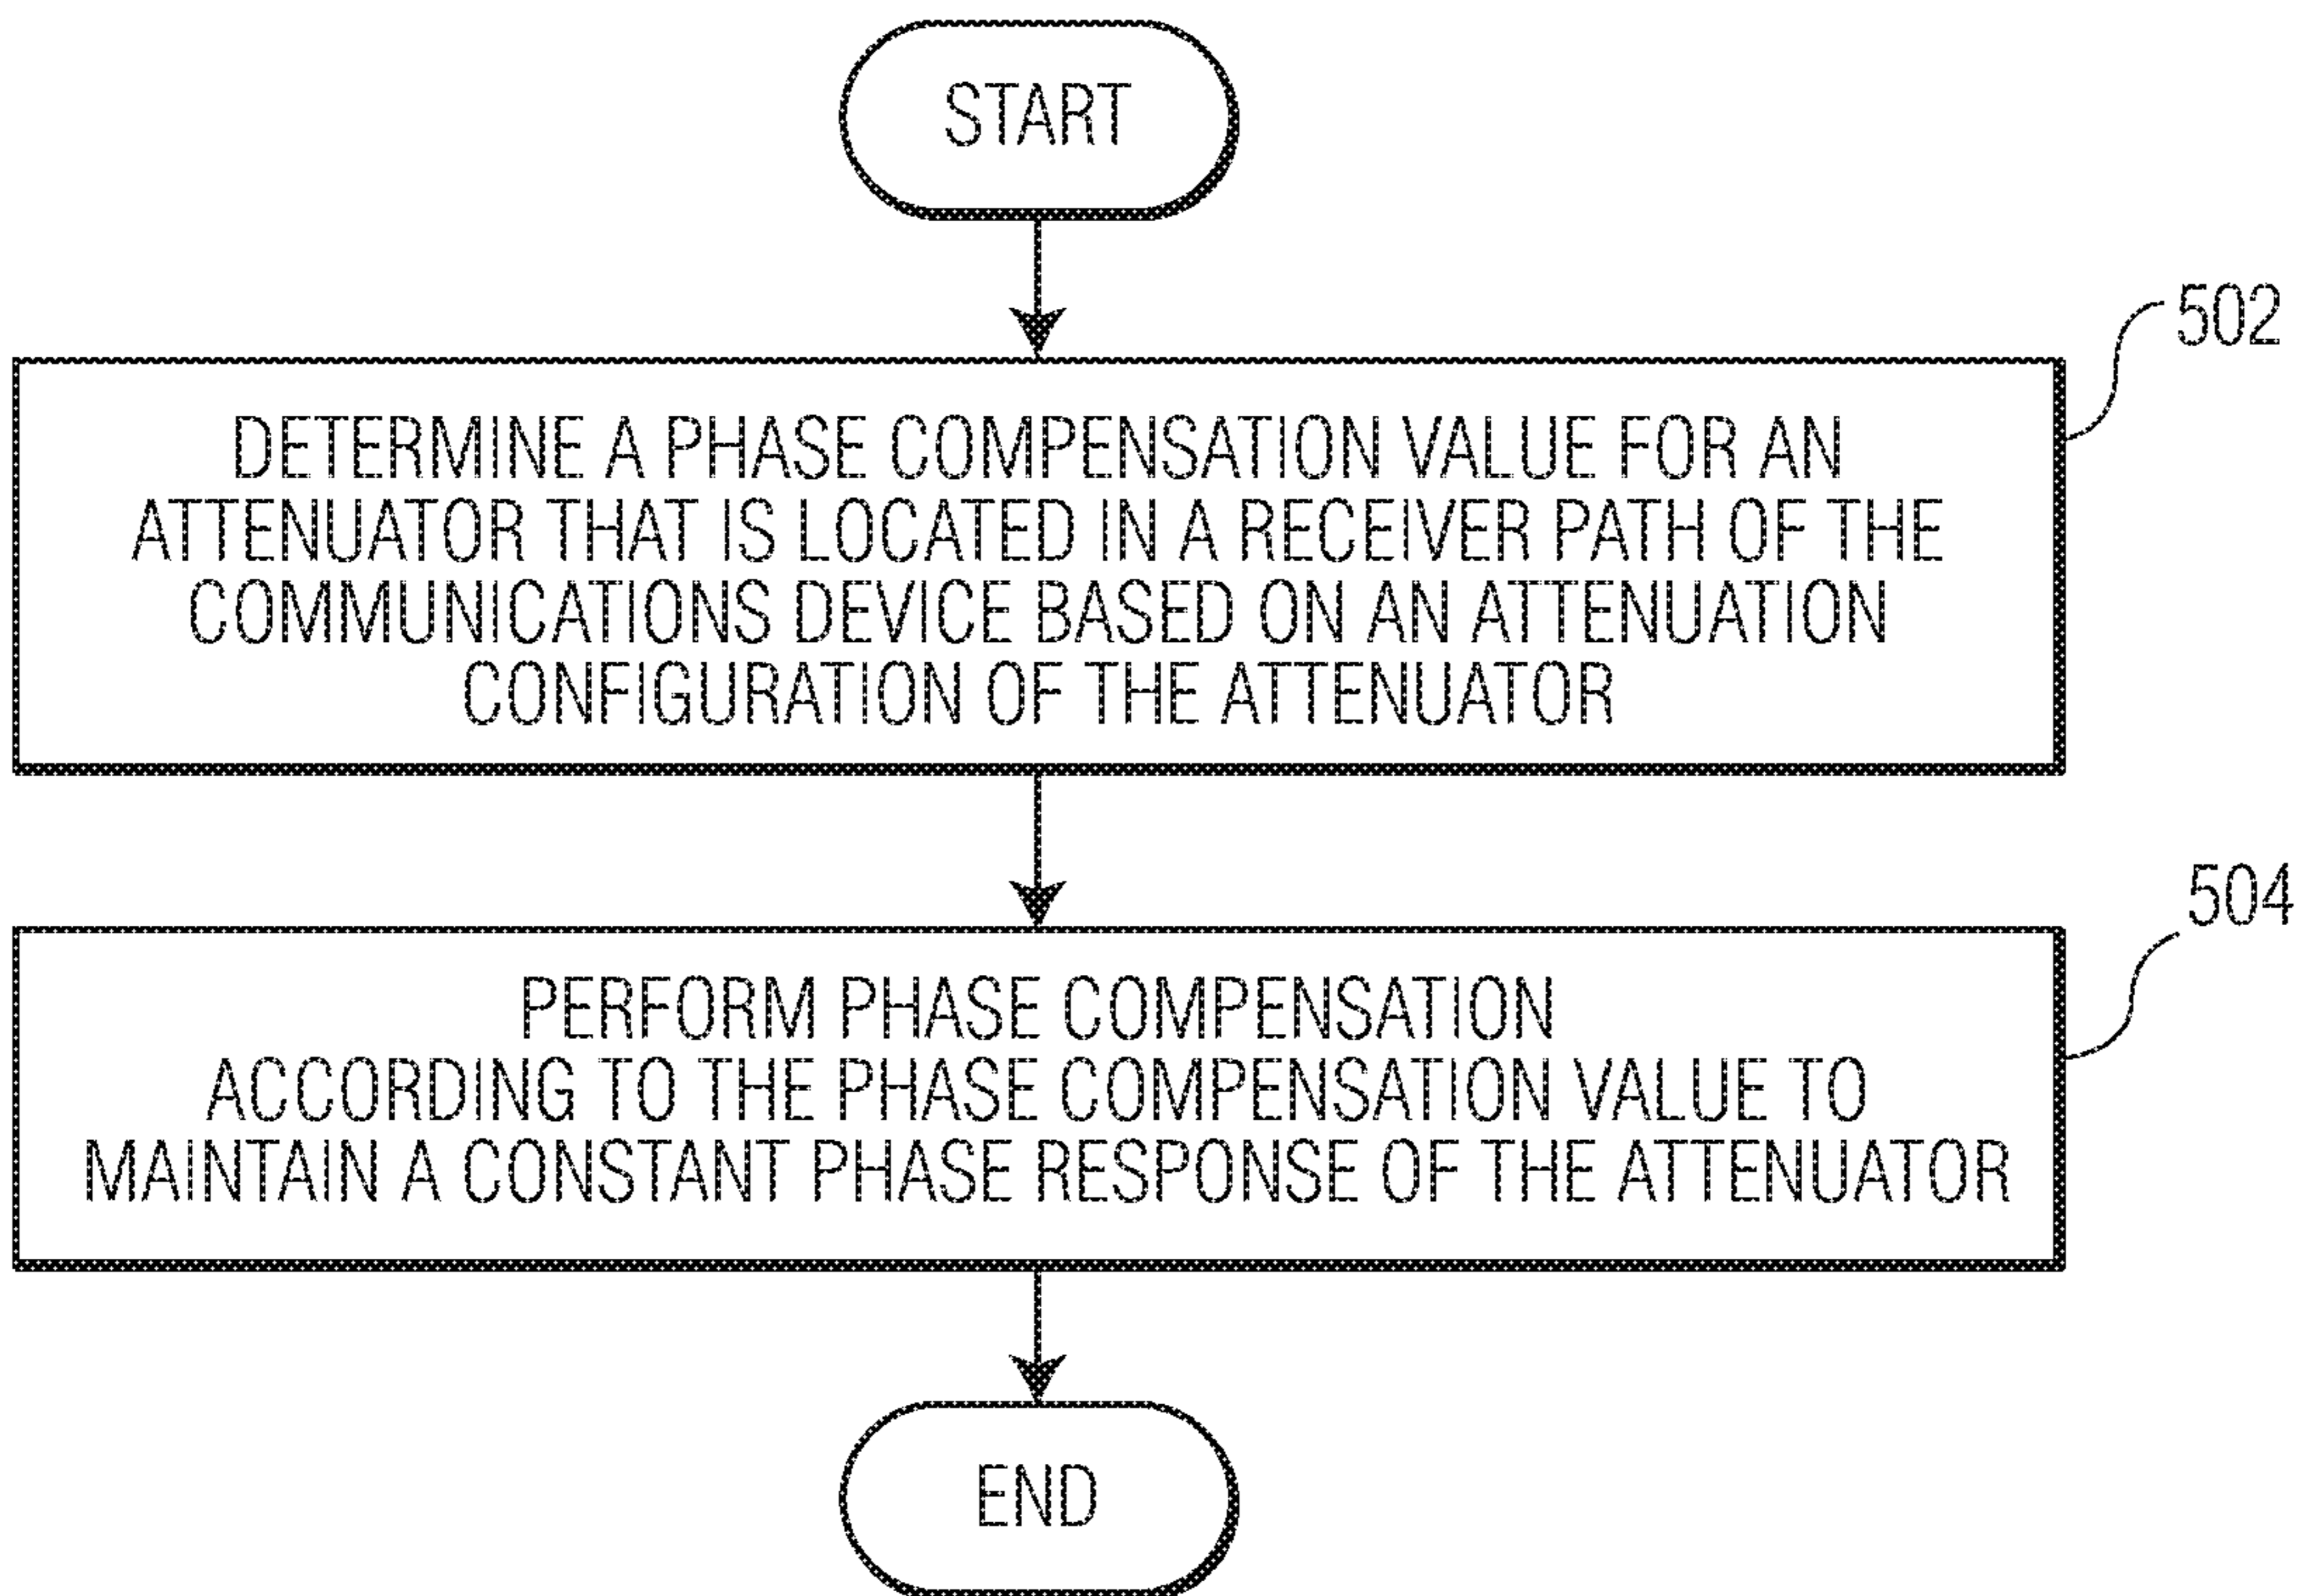 START
502
DETERMINE A PHASE COMPENSATION VALUE FOR AN
ATTENUATOR THAT IS LOCATED IN A RECEIVER PATH OF THE
COMMUNICATIONS DEVICE BASED ON AN ATTENUATION
CONFIGURATION OF THE ATTENUATOR
504
PERFORM PHASE COMPENSATION
ACCORDING TO THE PHASE COMPENSATION VALUE TO
MAINTAIN A CONSTANT PHASE RESPONSE OF THE ATTENUATOR
END